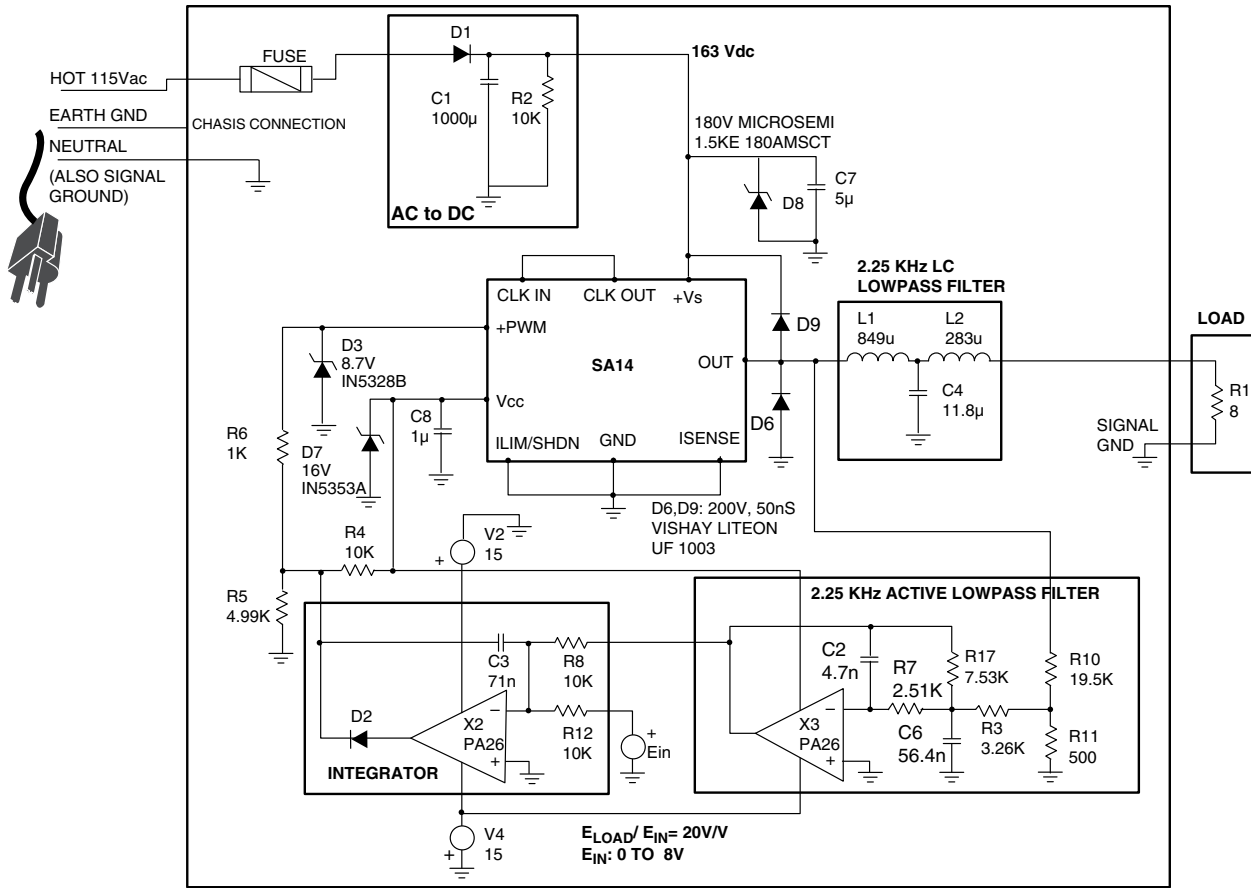 HOT 115Vac
EARTH GND
NEUTRAL
(ALSO SIGNAL
GROUND)
CHASIS CONNECTION
FUSE
D1
C1
1000µ
R2
10K
AC to DC
163 Vdc
180V MICROSEMI
1.5KE 180AMSCT
D8
C7
5µ
CLK IN
CLK OUT
+Vs
+PWM
SA14
OUT
Vcc
ILIM/SHDN
GND
ISENSE
D9
D6
2.25 KHz LC
LOWPASS FILTER
L1
849u
L2
283u
C4
11.8µ
LOAD
R1
8
SIGNAL
GND
D3
8.7V
IN5328B
C8
1µ
R6
1K
D7
16V
IN5353A
D6,D9: 200V, 50nS
VISHAY LITEON
UF 1003
R4
10K
V2
15
+
R5
4.99K
C3
71n
R8
10K
D2
X2
PA26
–
+
R12
10K
+
Ein
INTEGRATOR
2.25 KHz ACTIVE LOWPASS FILTER
C2
4.7n
R7
2.51K
R17
7.53K
R10
19.5K
X3
PA26
–
+
C6
56.4n
R3
3.26K
R11
500
V4
15
+
ELOAD/ EIN= 20V/V
EIN: 0 TO 8V